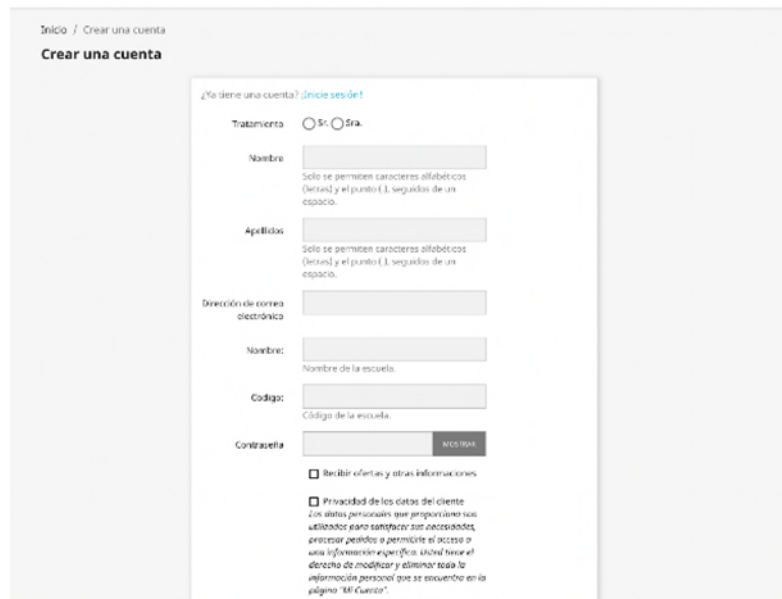 Inicio / Crear una cuenta
Crear una cuenta
¿Ya tiene una cuenta? ¡Inicie sesión!
Tratamiento Sr. Sra.
Nombre
Solo se permiten caracteres alfabéticos
(letras) y el punto (.), seguidos de un
espacio.
Apellidos
Solo se permiten caracteres alfabéticos
(letras) y el punto (.), seguidos de un
espacio.
Dirección de correo
electrónico
Nombre:
Nombre de la escuela.
Codigo:
Código de la escuela.
Contraseña MOSTRAR
Recibir ofertas y otras informaciones
Privacidad de los datos del cliente
Los datos personales que proporciona son
utilizados para satisfacer sus necesidades,
procesar pedidos o permitirle el acceso a
una información específica. Usted tiene el
derecho de modificar y eliminar toda la
información personal que se encuentra en la
página "Mi Cuenta".